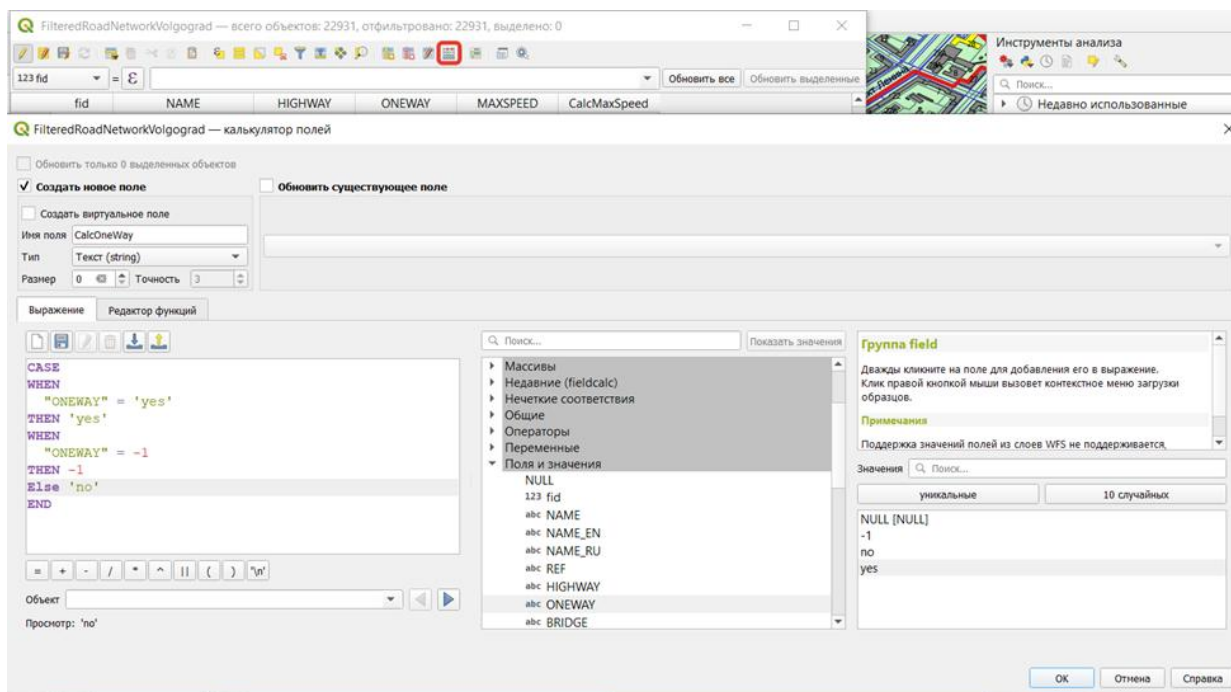 FilteredRoadNetworkVolgograd — всего объектов: 22931, отфильтровано: 22931, выделено: 0
Инструменты анализа
123 fid
= ε
Обновить все
Обновить выделенные
Поиск...
Недавно использованные
fid NAME HIGHWAY ONEWAY MAXSPEED CalcMaxSpeed
FilteredRoadNetworkVolgograd — калькулятор полей
Обновить только 0 выделенных объектов
Создать новое поле
Обновить существующее поле
Создать виртуальное поле
Имя поля CalcOneWay
Тип Текст (string)
Размер 0 Точность 3
Выражение Редактор функций
CASE
WHEN
"ONEWAY" = 'yes'
THEN 'yes'
WHEN
"ONEWAY" = -1
THEN -1
Else 'no'
END
= + - / * ^ || ( ) '\n'
Объект
Просмотр: 'no'
Поиск...
Показать значения
Массивы
Недавние (fieldcalc)
Нечеткие соответствия
Общие
Операторы
Переменные
Поля и значения
NULL
123 fid
abc NAME
abc NAME_EN
abc NAME_RU
abc REF
abc HIGHWAY
abc ONEWAY
abc BRIDGE
Группа field
Дважды кликните на поле для добавления его в выражение.
Клик правой кнопкой мыши вызовет контекстное меню загрузки
образцов.
Примечания
Поддержка значений полей из слоев WFS не поддерживается,
Значения Поиск...
уникальные
10 случайных
NULL [NULL]
-1
no
yes
OK
Отмена
Справка